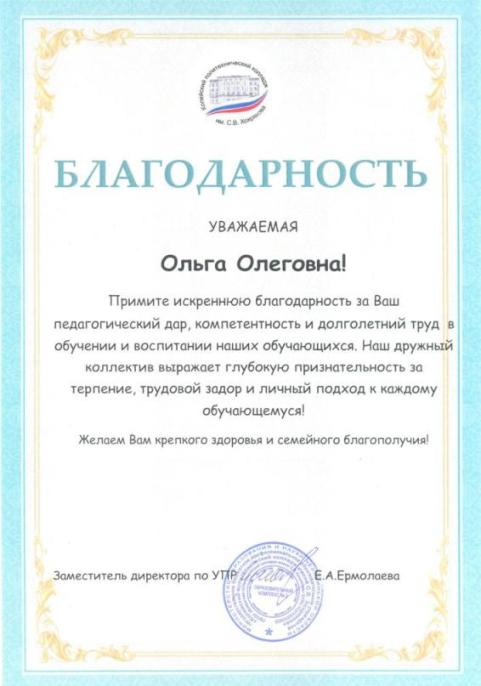 Копейский политехнический колледж
им. С.В. Хохрякова
БЛАГОДАРНОСТЬ
УВАЖАЕМАЯ
Ольга Олеговна!
Примите искреннюю благодарность за Ваш
педагогический дар, компетентность и долголетний труд в
обучении и воспитании наших обучающихся. Наш дружный
коллектив выражает глубокую признательность за
терпение, трудовой задор и личный подход к каждому
обучающемуся!
Желаем Вам крепкого здоровья и семейного благополучия!
Заместитель директора по УПР Е.А.Ермолаева